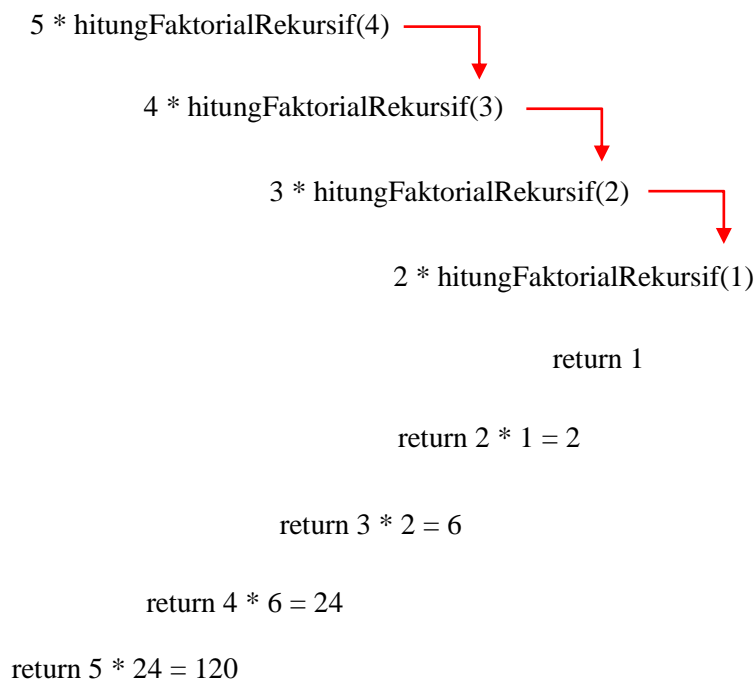 5 * hitungFaktorialRekursif(4)
4 * hitungFaktorialRekursif(3)
3 * hitungFaktorialRekursif(2)
2 * hitungFaktorialRekursif(1)
return 1
return 2 * 1 = 2
return 3 * 2 = 6
return 4 * 6 = 24
return 5 * 24 = 120